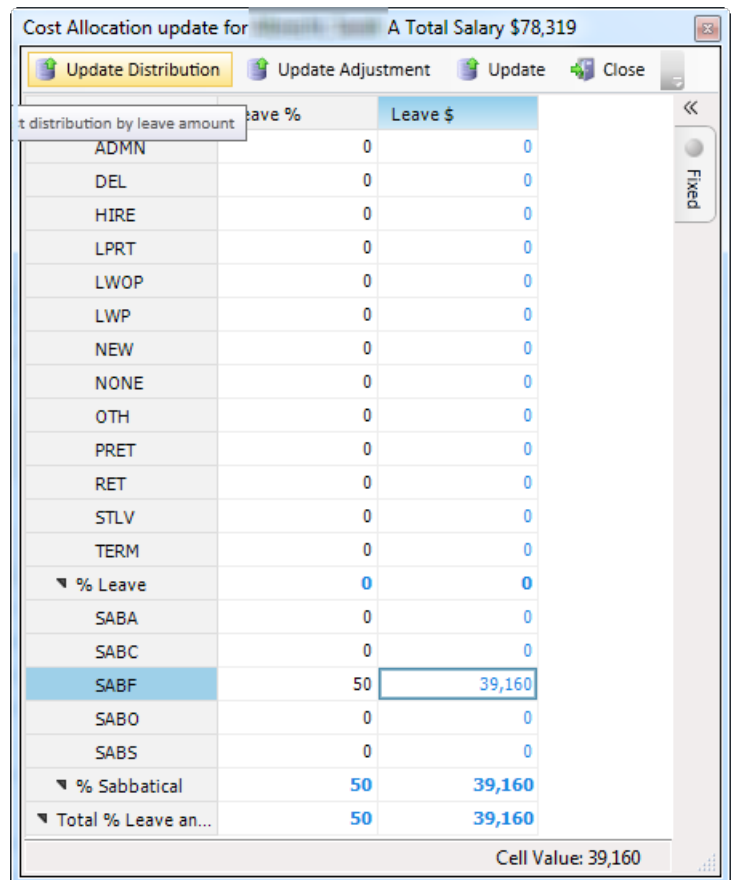 Cost Allocation update for A Total Salary $78,319
Update Distribution Update Adjustment Update Close
t distribution by leave amount eave % Leave $
Fixed
ADMN 0 0
DEL 0 0
HIRE 0 0
LPRT 0 0
LWOP 0 0
LWP 0 0
NEW 0 0
NONE 0 0
OTH 0 0
PRET 0 0
RET 0 0
STLV 0 0
TERM 0 0
% Leave 0 0
SABA 0 0
SABC 0 0
SABF 50 39,160
SABO 0 0
SABS 0 0
% Sabbatical 50 39,160
Total % Leave an... 50 39,160
Cell Value: 39,160